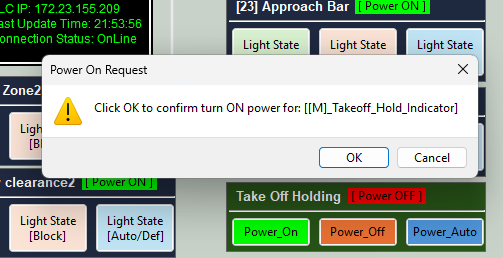 LC IP: 172.23.155.209
ast Update Time: 21:53:56
onnection Status: OnLine
[23] Approach Bar
[ Power ON ]
Light State
Light State
Light State
Power On Request
Click OK to confirm turn ON power for: [[M]_Takeoff_Hold_Indicator]
OK
Cancel
Zone2
Light State
[Bl
clearance2
[ Power ON ]
Light State
[Block]
Light State
[Auto/Def]
Take Off Holding
[ Power OFF ]
Power_On
Power_Off
Power_Auto